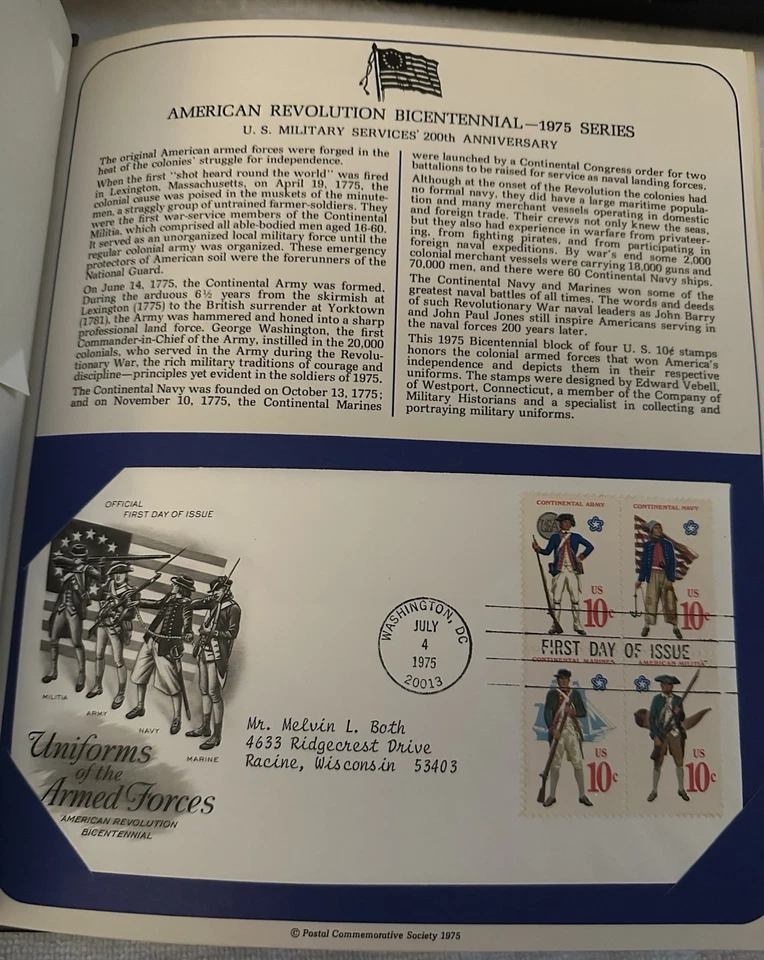 AMERICAN REVOLUTION BICENTENNIAL—1975 SERIES
U. S. MILITARY SERVICES' 200th ANNIVERSARY
The original American armed forces were forged in the
heat of the colonies' struggle for independence.
When the first "shot heard round the world" was fired
in Lexington, Massachusetts, on April 19, 1775, the
colonial cause was poised in the muskets of the minute-
men, a straggly group of untrained farmer-soldiers. They
were the first war-service members of the Continental
Militia, which comprised all able-bodied men aged 16-60.
It served as an unorganized local military force until the
regular colonial army was organized. These emergency
protectors of American soil were the forerunners of the
National Guard.
On June 14, 1775, the Continental Army was formed.
During the arduous 6½ years from the skirmish at
Lexington (1775) to the British surrender at Yorktown
(1781), the Army was hammered and honed into a sharp
professional land force. George Washington, the first
Commander-in-Chief of the Army, instilled in the 20,000
colonials, who served in the Army during the Revolu-
tionary War, the rich military traditions of courage and
discipline—principles yet evident in the soldiers of 1975.
The Continental Navy was founded on October 13, 1775;
and on November 10, 1775, the Continental Marines
were launched by a Continental Congress order for two
battalions to be raised for service as naval landing forces.
Although at the onset of the Revolution the colonies had
no formal navy, they did have a large maritime popula-
tion and many merchant vessels operating in domestic
and foreign trade. Their crews not only knew the seas,
but they also had experience in warfare from privateer-
ing, from fighting pirates, and from participating in
foreign naval expeditions. By war's end some 2,000
colonial merchant vessels were carrying 18,000 guns and
70,000 men, and there were 60 Continental Navy ships.
The Continental Navy and Marines won some of the
greatest naval battles of all times. The words and deeds
of such Revolutionary War naval leaders as John Barry
and John Paul Jones still inspire Americans serving in
the naval forces 200 years later.
This 1975 Bicentennial block of four U. S. 10¢ stamps
honors the colonial armed forces that won America's
independence and depicts them in their respective
uniforms. The stamps were designed by Edward Vebell,
of Westport, Connecticut, a member of the Company of
Military Historians and a specialist in collecting and
portraying military uniforms.
OFFICIAL
FIRST DAY OF ISSUE
MILITIA
ARMY
NAVY
MARINE
Uniforms
of the
Armed Forces
AMERICAN REVOLUTION
BICENTENNIAL
Mr. Melvin L. Both
4633 Ridgecrest Drive
Racine, Wisconsin 53403
WASHINGTON, DC
JULY
4
1975
20013
CONTINENTAL ARMY
USA
US
10c
CONTINENTAL NAVY
US
10c
FIRST DAY OF ISSUE
CONTINENTAL MARINES
US
10c
AMERICAN MILITIA
US
10c
© Postal Commemorative Society 1975